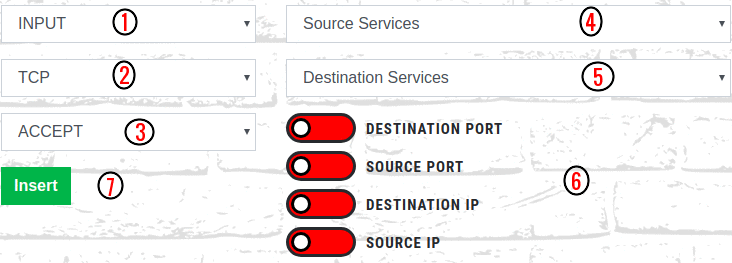 INPUT 1
Source Services 4
TCP 2
Destination Services 5
ACCEPT 3
DESTINATION PORT
SOURCE PORT
Insert 7
6
DESTINATION IP
SOURCE IP